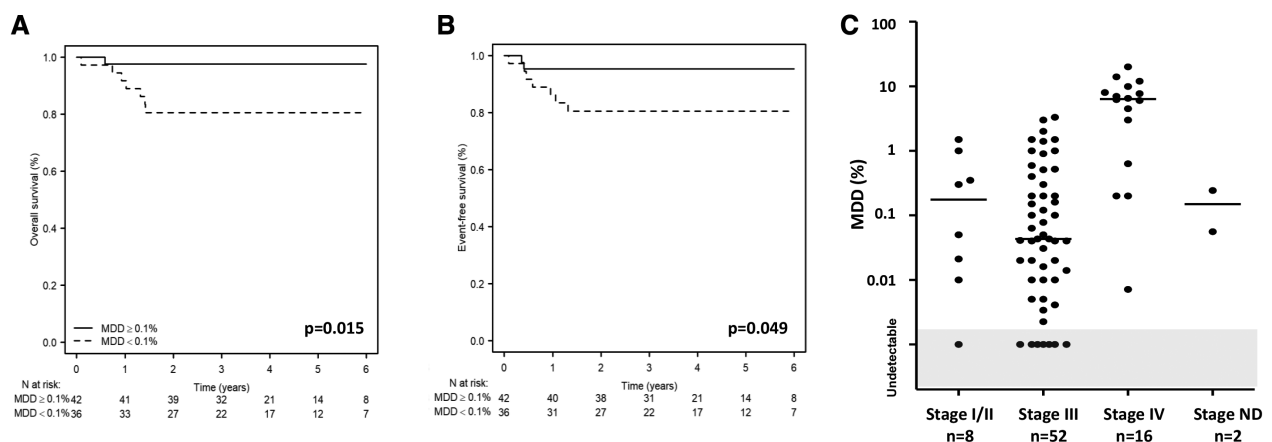 A
B
C
Overall survival (%)
1.0
0.8
0.6
0.4
0.2
0.0
MDD ≥ 0.1%
MDD < 0.1%
p=0.015
0 1 2 3 4 5 6
Time (years)
N at risk:
MDD ≥ 0.1% 42 41 39 32 21 14 8
MDD < 0.1% 36 33 27 22 17 12 7
Event-free survival (%)
1.0
0.8
0.6
0.4
0.2
0.0
p=0.049
0 1 2 3 4 5 6
Time (years)
N at risk:
MDD ≥ 0.1% 42 40 38 31 21 14 8
MDD < 0.1% 36 31 27 22 17 12 7
MDD (%)
100
10
1
0.1
0.01
Undetectable
Stage I/II Stage III Stage IV Stage ND
n=8 n=52 n=16 n=2